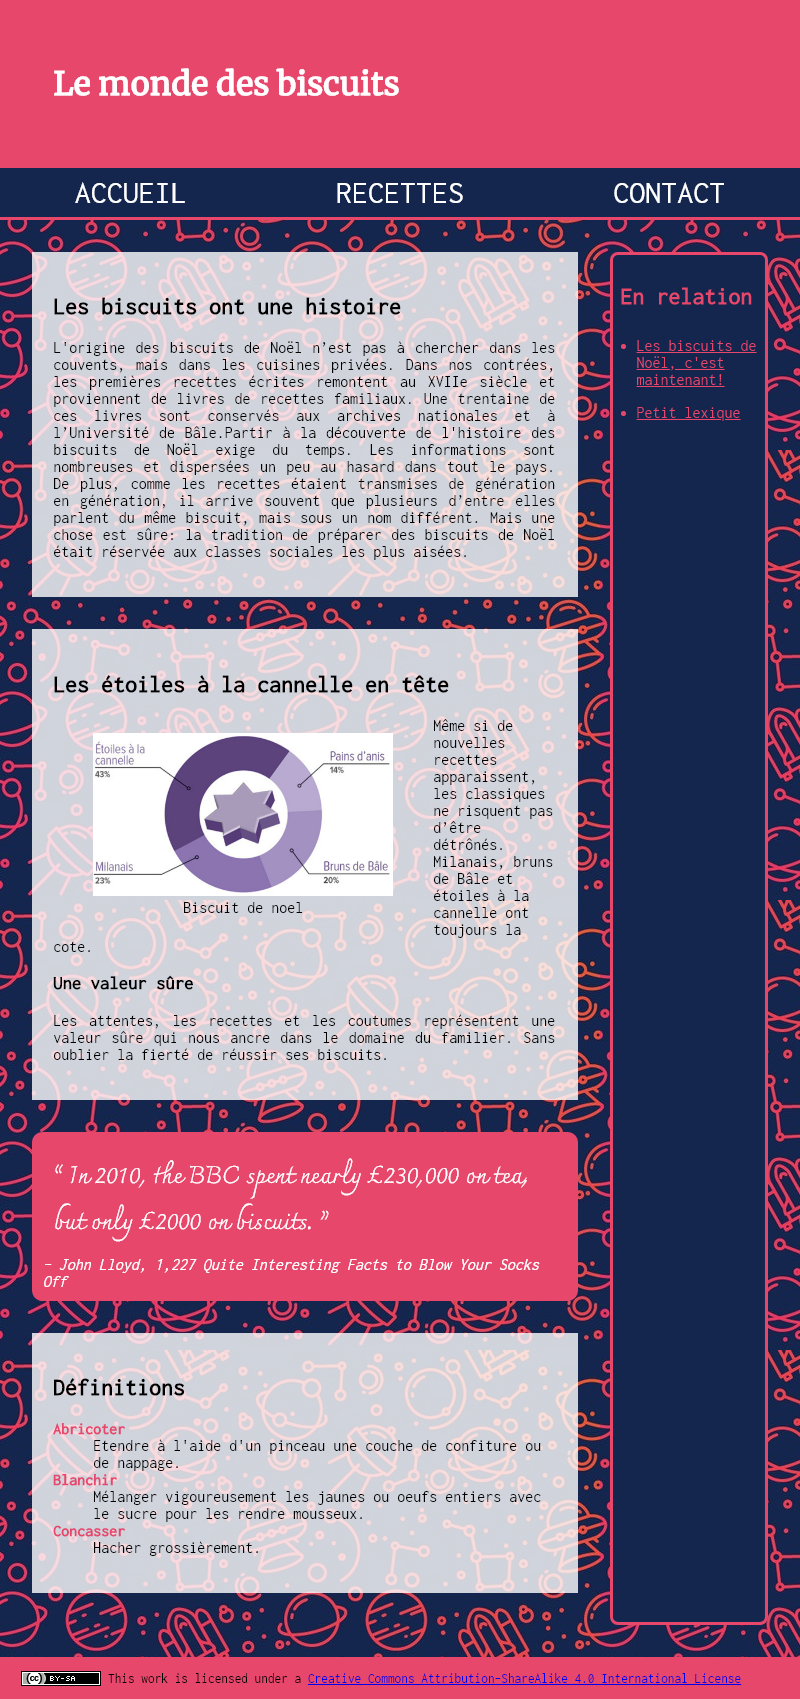 Le monde des biscuits
ACCUEIL RECETTES CONTACT
Les biscuits ont une histoire
L'origine des biscuits de Noël n’est pas à chercher dans les
couvents, mais dans les cuisines privées. Dans nos contrées,
les premières recettes écrites remontent au XVIIe siècle et
proviennent de livres de recettes familiaux. Une trentaine de
ces livres sont conservés aux archives nationales et à
l’Université de Bâle.Partir à la découverte de l'histoire des
biscuits de Noël exige du temps. Les informations sont
nombreuses et dispersées un peu au hasard dans tout le pays.
De plus, comme les recettes étaient transmises de génération
en génération, il arrive souvent que plusieurs d’entre elles
parlent du même biscuit, mais sous un nom différent. Mais une
chose est sûre: la tradition de préparer des biscuits de Noël
était réservée aux classes sociales les plus aisées.
Les étoiles à la cannelle en tête
Étoiles à la
cannelle
43%
Pains d'anis
14%
Milanais
23%
Bruns de Bâle
20%
Biscuit de noel
Même si de
nouvelles
recettes
apparaissent,
les classiques
ne risquent pas
d’être
détrônés.
Milanais, bruns
de Bâle et
étoiles à la
cannelle ont
toujours la
cote.
Une valeur sûre
Les attentes, les recettes et les coutumes représentent une
valeur sûre qui nous ancre dans le domaine du familier. Sans
oublier la fierté de réussir ses biscuits.
“ In 2010, the BBC spent nearly £230,000 on tea,
but only £2000 on biscuits. ”
– John Lloyd, 1,227 Quite Interesting Facts to Blow Your Socks
Off
Définitions
Abricoter
Etendre à l'aide d'un pinceau une couche de confiture ou
de nappage.
Blanchir
Mélanger vigoureusement les jaunes ou oeufs entiers avec
le sucre pour les rendre mousseux.
Concasser
Hacher grossièrement.
En relation
• Les biscuits de
Noël, c'est
maintenant!
• Petit lexique
(cc) BY-SA This work is licensed under a Creative Commons Attribution-ShareAlike 4.0 International License